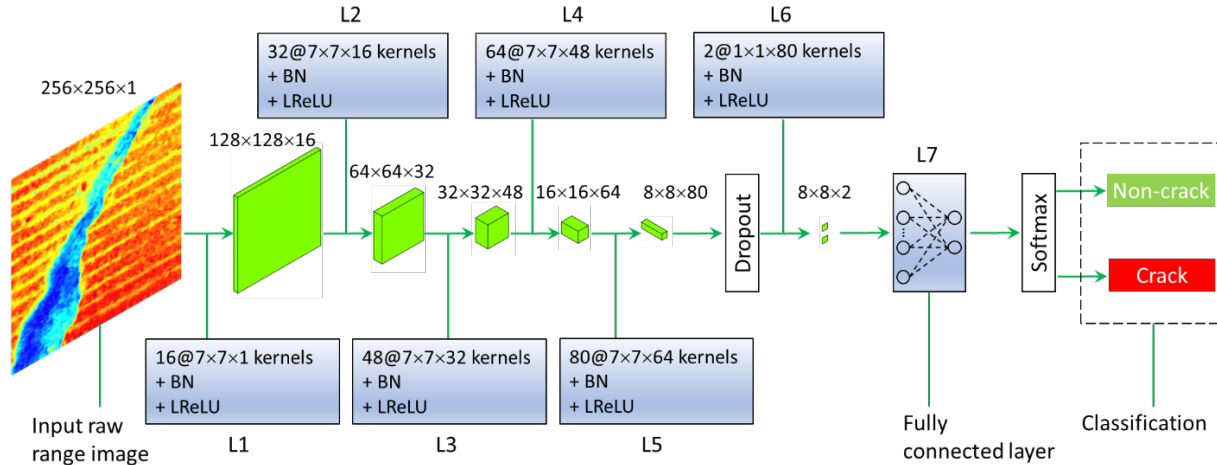 L2
L4
L6
32@7×7×16 kernels
+ BN
+ LReLU
64@7×7×48 kernels
+ BN
+ LReLU
2@1×1×80 kernels
+ BN
+ LReLU
256×256×1
128×128×16
64×64×32
32×32×48
16×16×64
8×8×80
Dropout
8×8×2
L7
Softmax
Non-crack
Crack
16@7×7×1 kernels
+ BN
+ LReLU
48@7×7×32 kernels
+ BN
+ LReLU
80@7×7×64 kernels
+ BN
+ LReLU
Input raw
range image
L1
L3
L5
Fully
connected layer
Classification